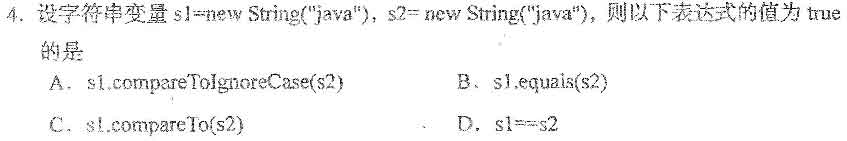 4. 设字符串变量 s1=new String("java"), s2= new String("java"), 则以下表达式的值为 true
的是
A. s1.compareToIgnoreCase(s2) B. s1.equals(s2)
C. s1.compareTo(s2) D. s1==s2